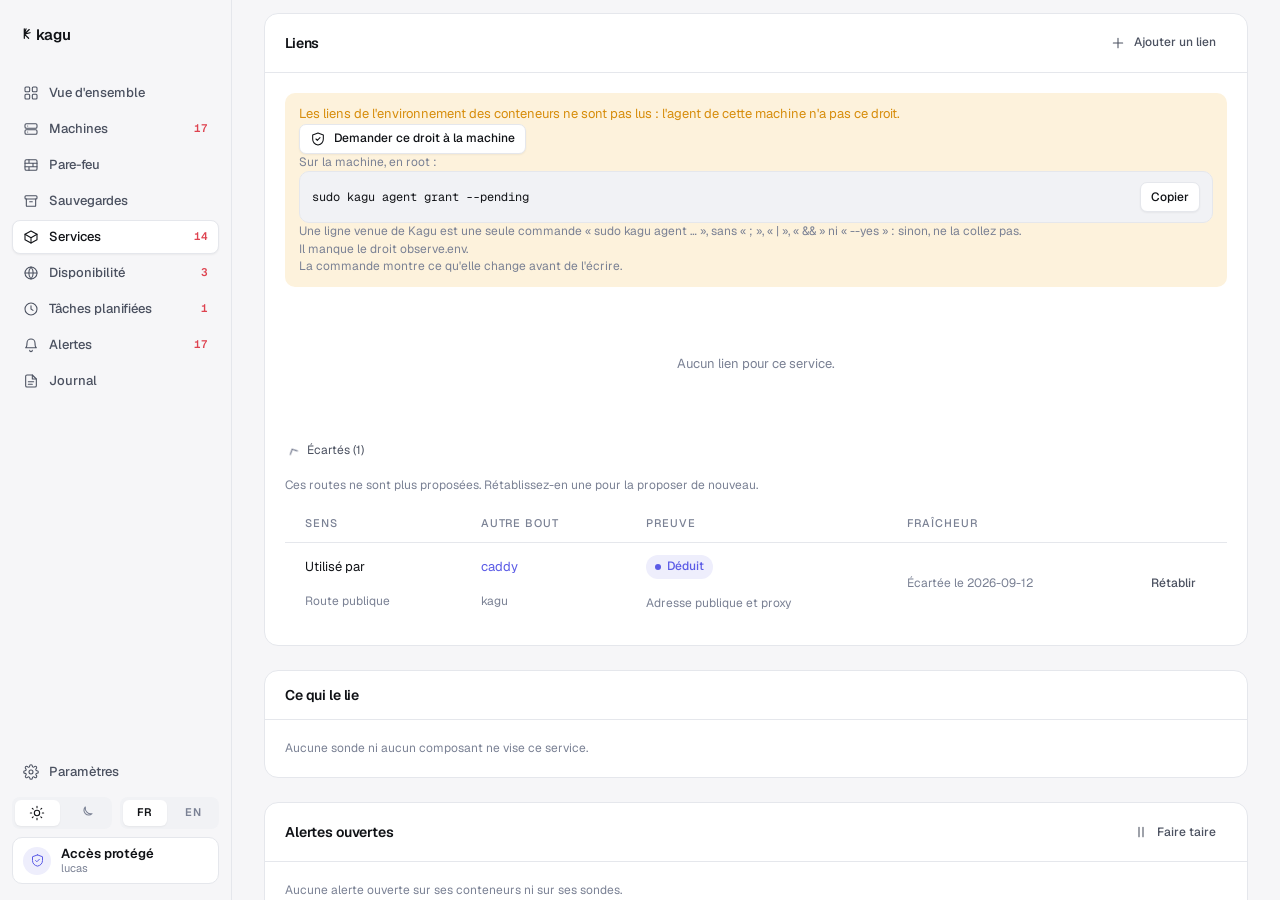 kagu
Vue d'ensemble
Machines 17
Pare-feu
Sauvegardes
Services 14
Disponibilité 3
Tâches planifiées 1
Alertes 17
Journal
Paramètres
FR EN
Accès protégé
lucas
Liens
Ajouter un lien
Les liens de l'environnement des conteneurs ne sont pas lus : l'agent de cette machine n'a pas ce droit.
Demander ce droit à la machine
Sur la machine, en root :
sudo kagu agent grant --pending
Copier
Une ligne venue de Kagu est une seule commande « sudo kagu agent … », sans « ; », « | », « && » ni « --yes » : sinon, ne la collez pas.
Il manque le droit observe.env.
La commande montre ce qu'elle change avant de l'écrire.
Aucun lien pour ce service.
Écartés (1)
Ces routes ne sont plus proposées. Rétablissez-en une pour la proposer de nouveau.
SENS AUTRE BOUT PREUVE FRAÎCHEUR
Utilisé par caddy Déduit
Écartée le 2026-09-12 Rétablir
Route publique kagu Adresse publique et proxy
Ce qui le lie
Aucune sonde ni aucun composant ne vise ce service.
Alertes ouvertes
Faire taire
Aucune alerte ouverte sur ses conteneurs ni sur ses sondes.